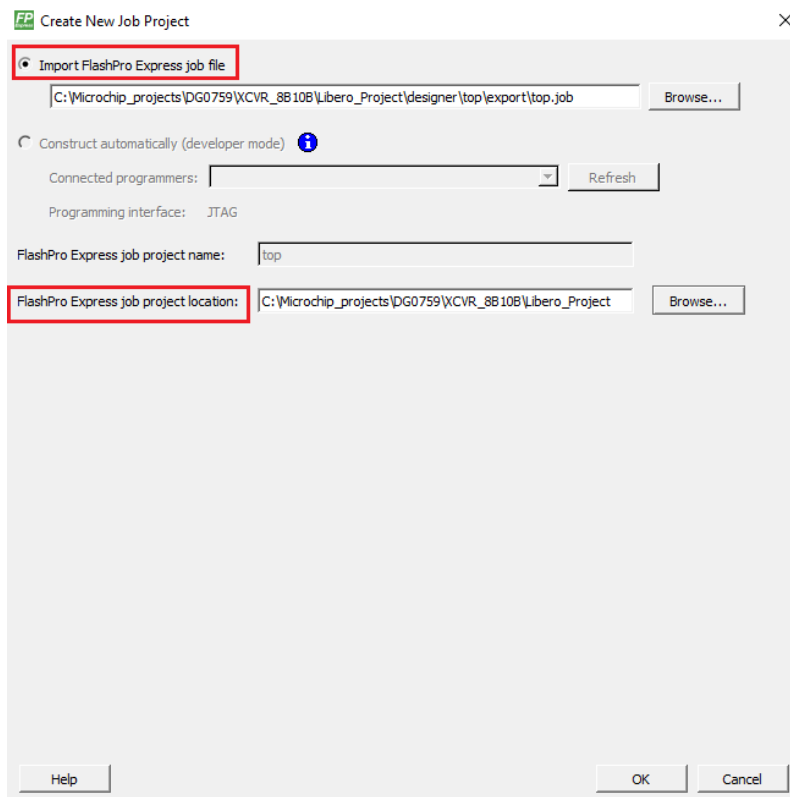 FP Create New Job Project
Import FlashPro Express job file
C:\Microchip_projects\DG0759\XCVR_8B10B\Libero_Project\designer\top\export\top.job Browse...
Construct automatically (developer mode) i
Connected programmers: Refresh
Programming interface: JTAG
FlashPro Express job project name: top
FlashPro Express job project location: C:\Microchip_projects\DG0759\XCVR_8B10B\Libero_Project Browse...
Help OK Cancel